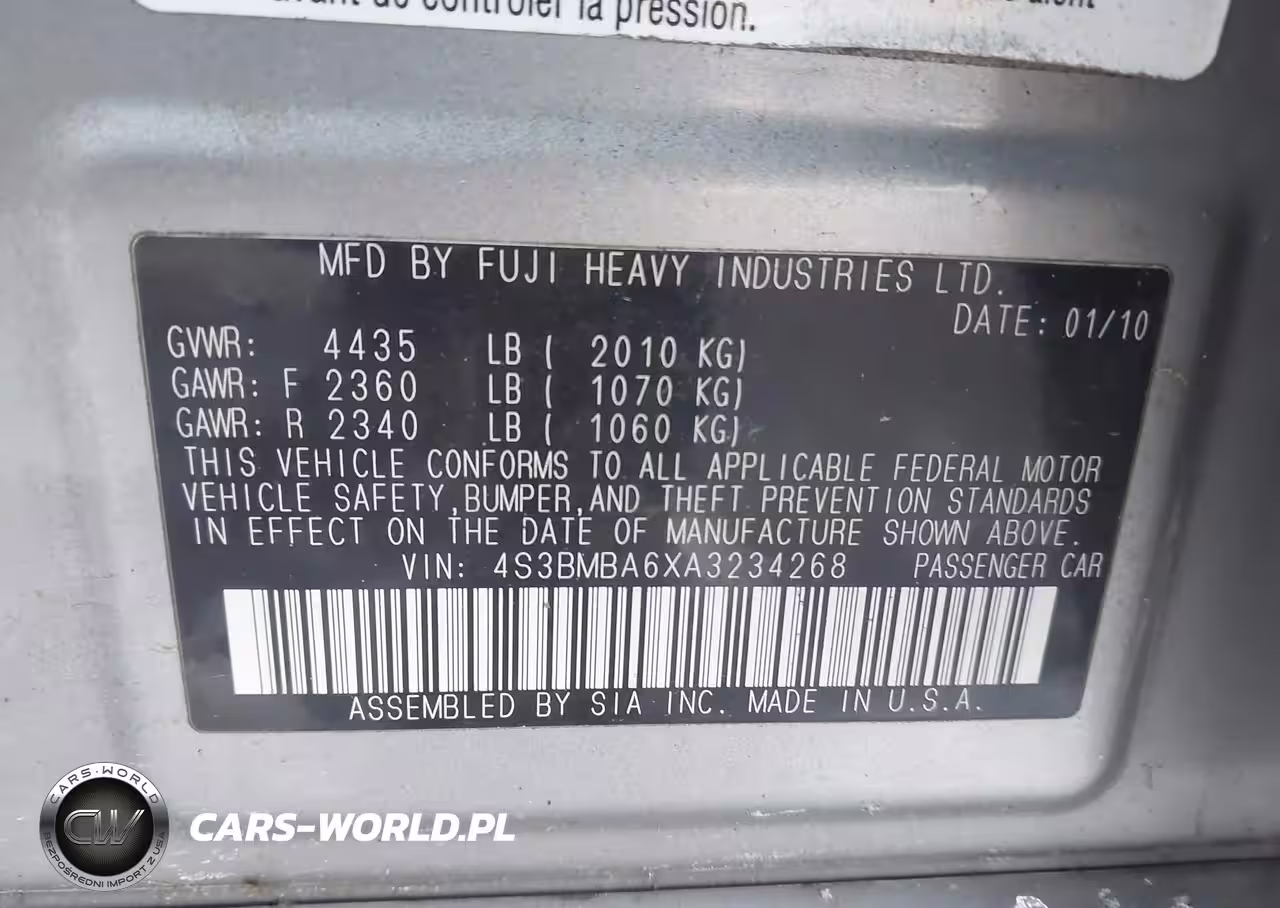 avant de contrôler la pression.
MFD BY FUJI HEAVY INDUSTRIES LTD.
DATE: 01/10
GVWR: 4435 LB ( 2010 KG)
GAWR: F 2360 LB ( 1070 KG)
GAWR: R 2340 LB ( 1060 KG)
THIS VEHICLE CONFORMS TO ALL APPLICABLE FEDERAL MOTOR
VEHICLE SAFETY,BUMPER,AND THEFT PREVENTION STANDARDS
IN EFFECT ON THE DATE OF MANUFACTURE SHOWN ABOVE.
VIN: 4S3BMBA6XA3234268 PASSENGER CAR
ASSEMBLED BY SIA INC. MADE IN U.S.A.
CARS-WORLD
CW
BEZPOŚREDNI IMPORT Z USA
CARS-WORLD.PL